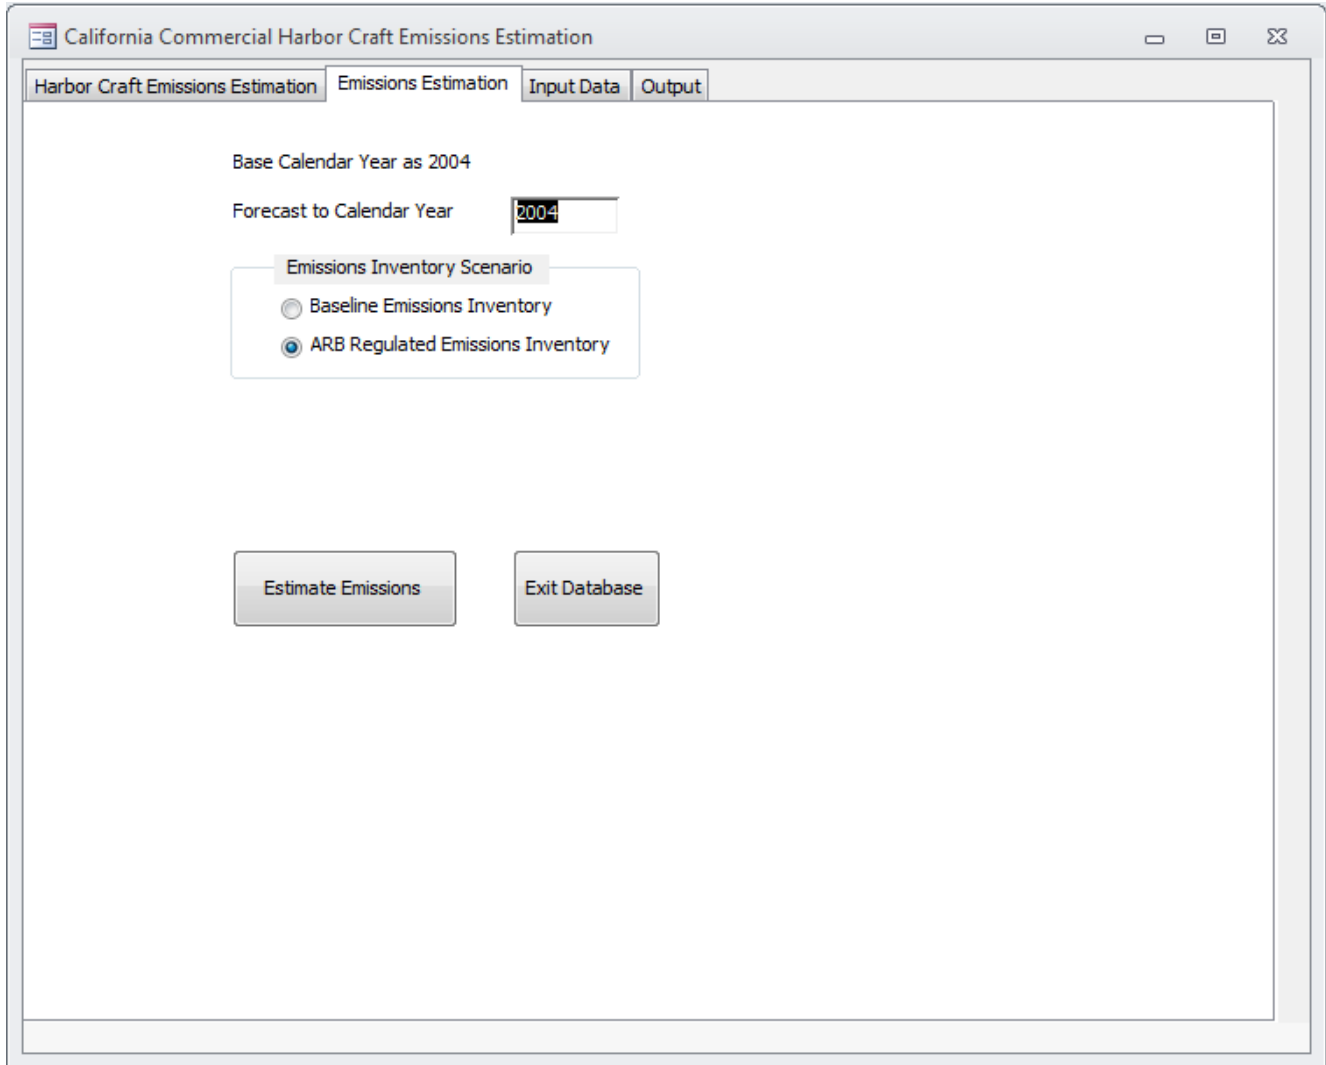 California Commercial Harbor Craft Emissions Estimation
Harbor Craft Emissions Estimation Emissions Estimation Input Data Output
Base Calendar Year as 2004
Forecast to Calendar Year 2004
Emissions Inventory Scenario
Baseline Emissions Inventory
ARB Regulated Emissions Inventory
Estimate Emissions Exit Database